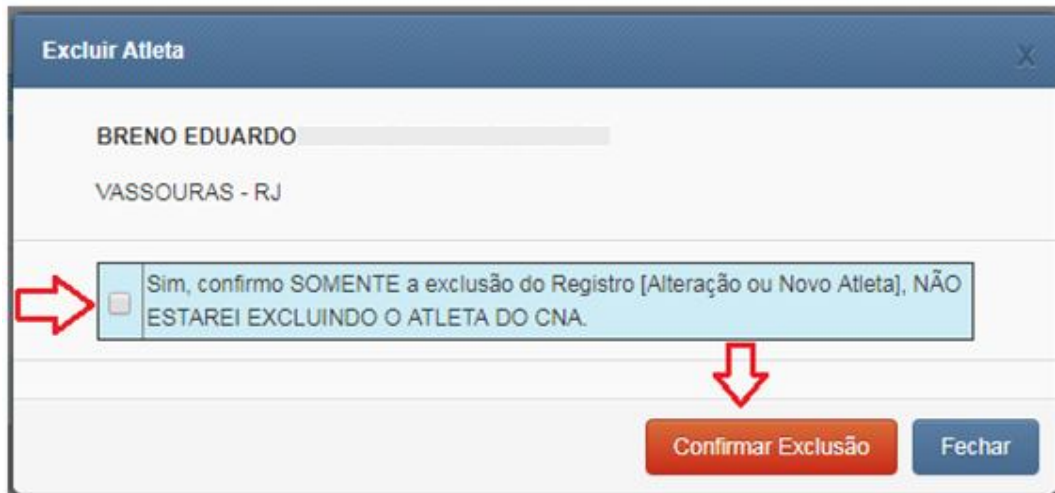 Excluir Atleta
X
BRENO EDUARDO
VASSOURAS - RJ
Sim, confirmo SOMENTE a exclusão do Registro [Alteração ou Novo Atleta], NÃO
ESTAREI EXCLUINDO O ATLETA DO CNA.
Confirmar Exclusão
Fechar